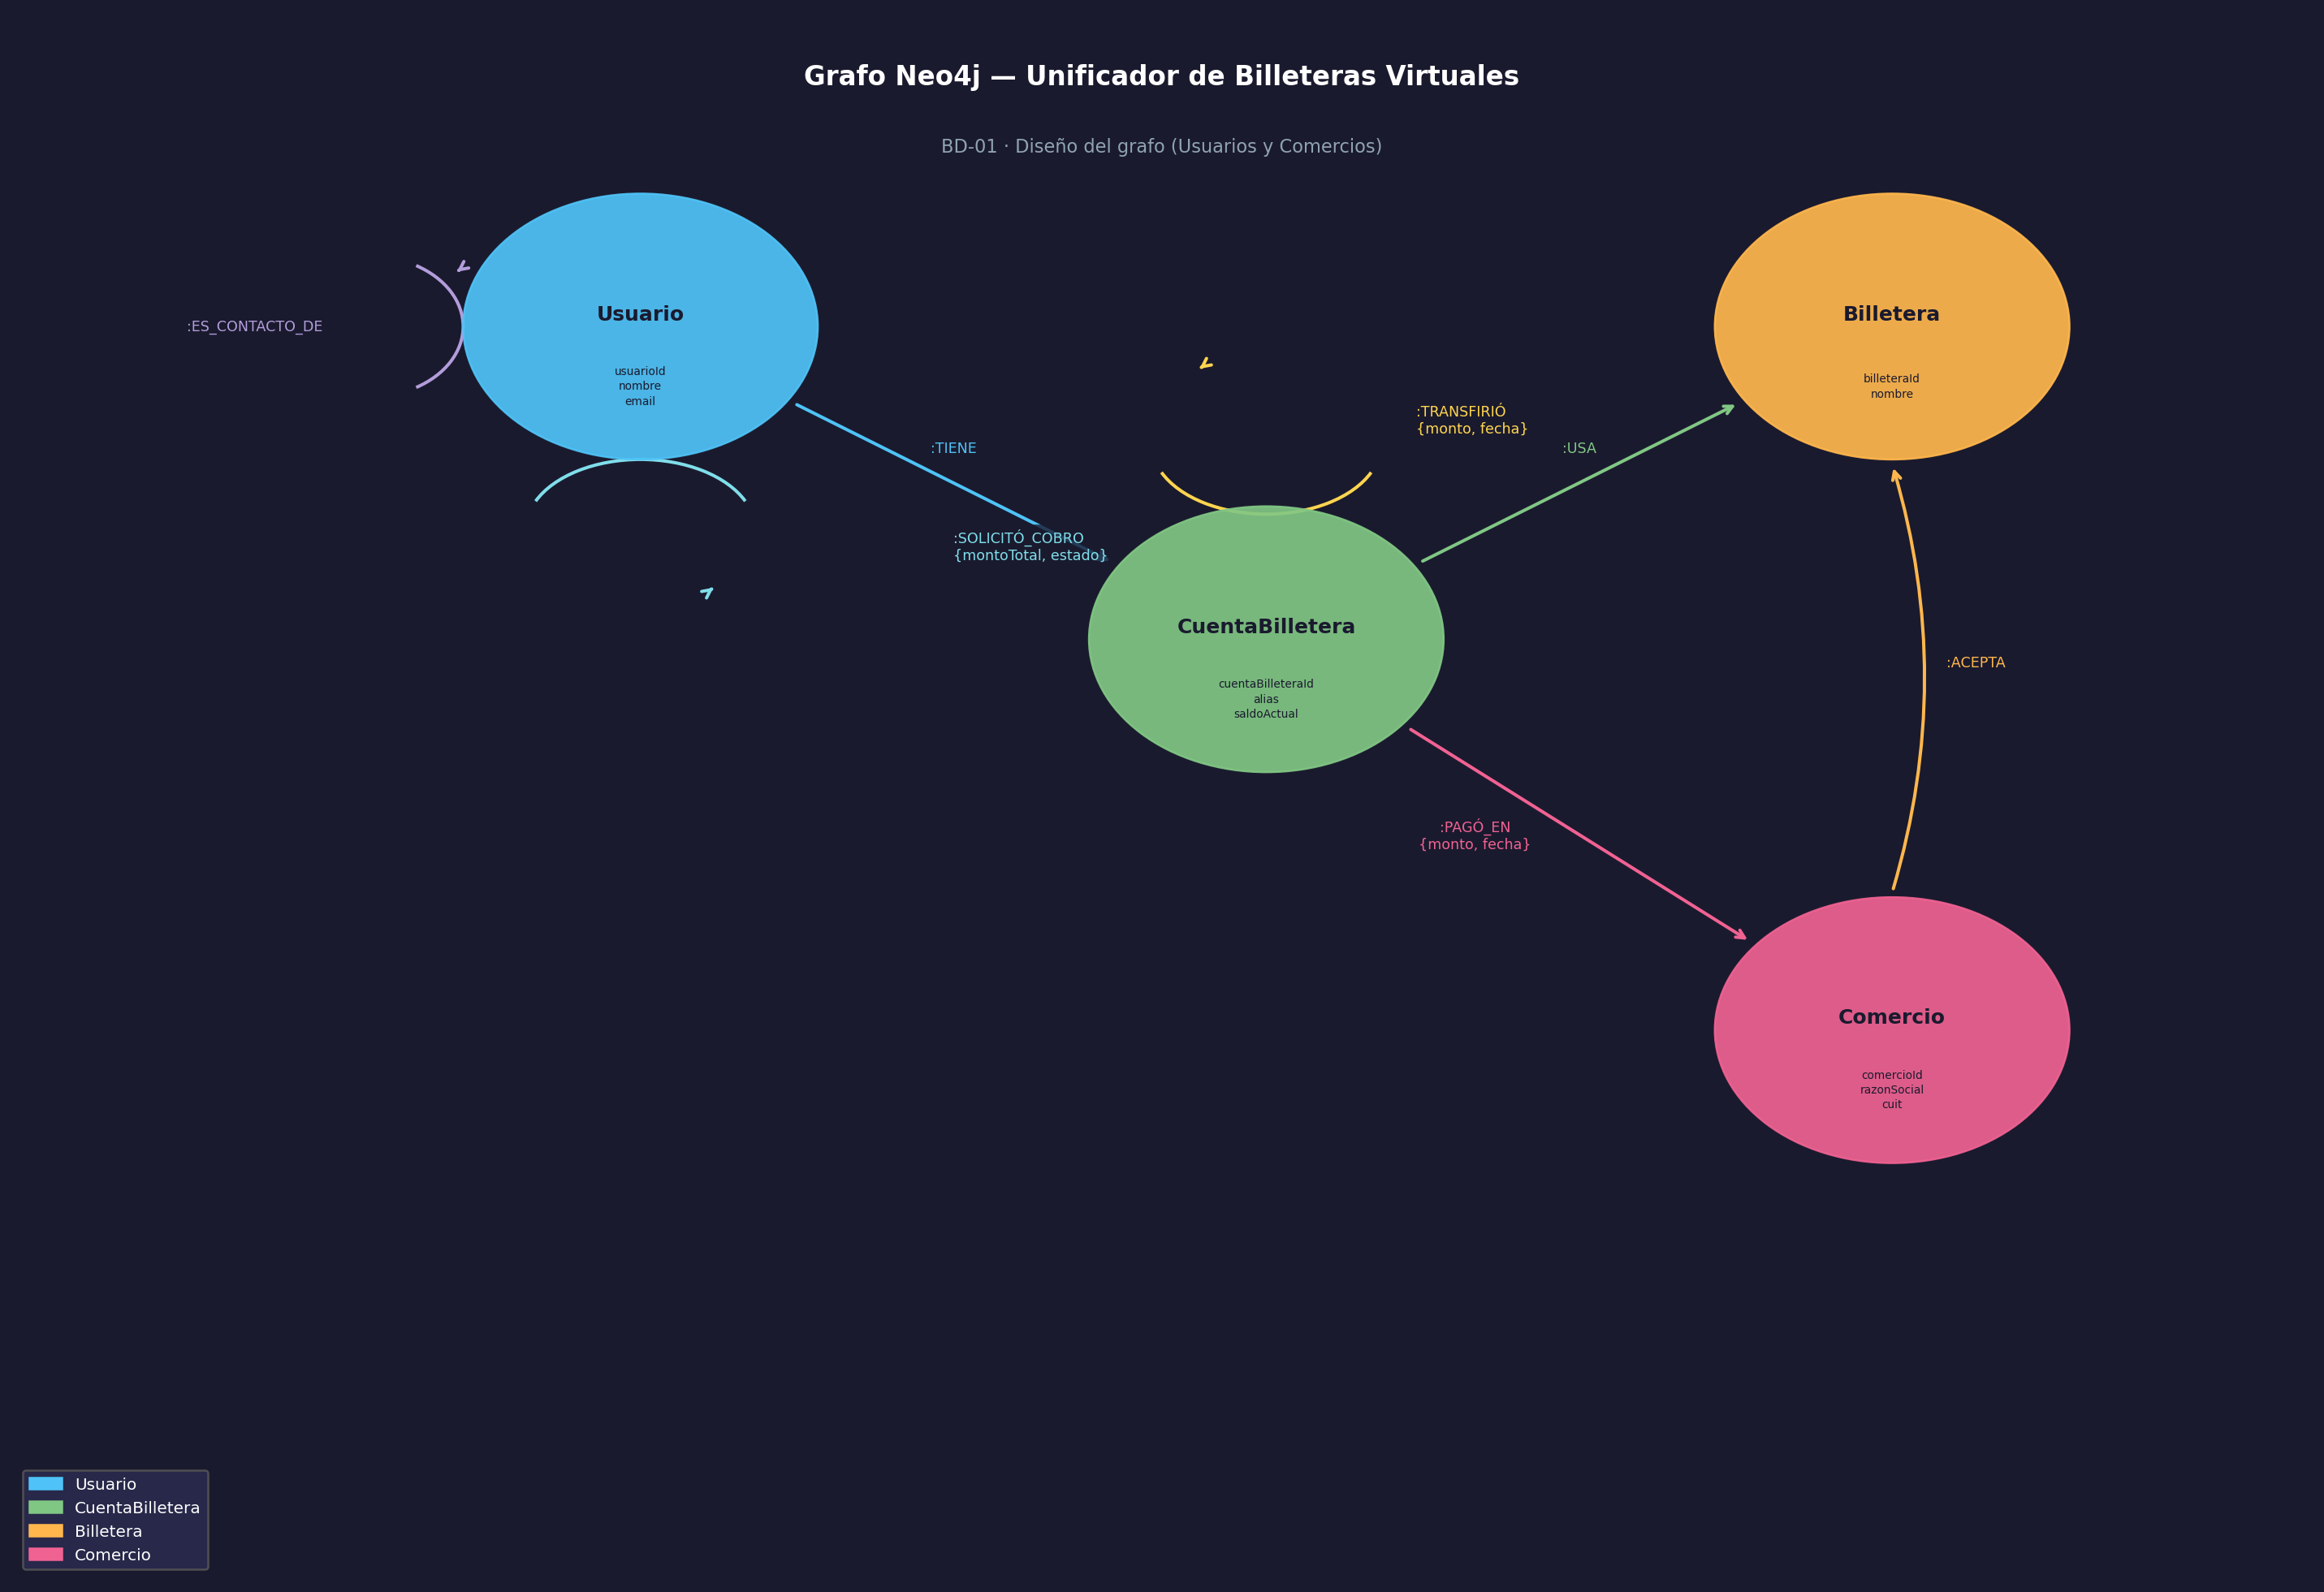 Grafo Neo4j — Unificador de Billeteras Virtuales
BD-01 · Diseño del grafo (Usuarios y Comercios)
:ES_CONTACTO_DE
Usuario
usuarioId
nombre
email
Billetera
billeteraId
nombre
:TRANSFIRIÓ
{monto, fecha}
:TIENE
:USA
:SOLICITÓ_COBRO
{montoTotal, estado}
CuentaBilletera
cuentaBilleteraId
alias
saldoActual
:ACEPTA
:PAGÓ_EN
{monto, fecha}
Comercio
comercioId
razonSocial
cuit
Usuario
CuentaBilletera
Billetera
Comercio